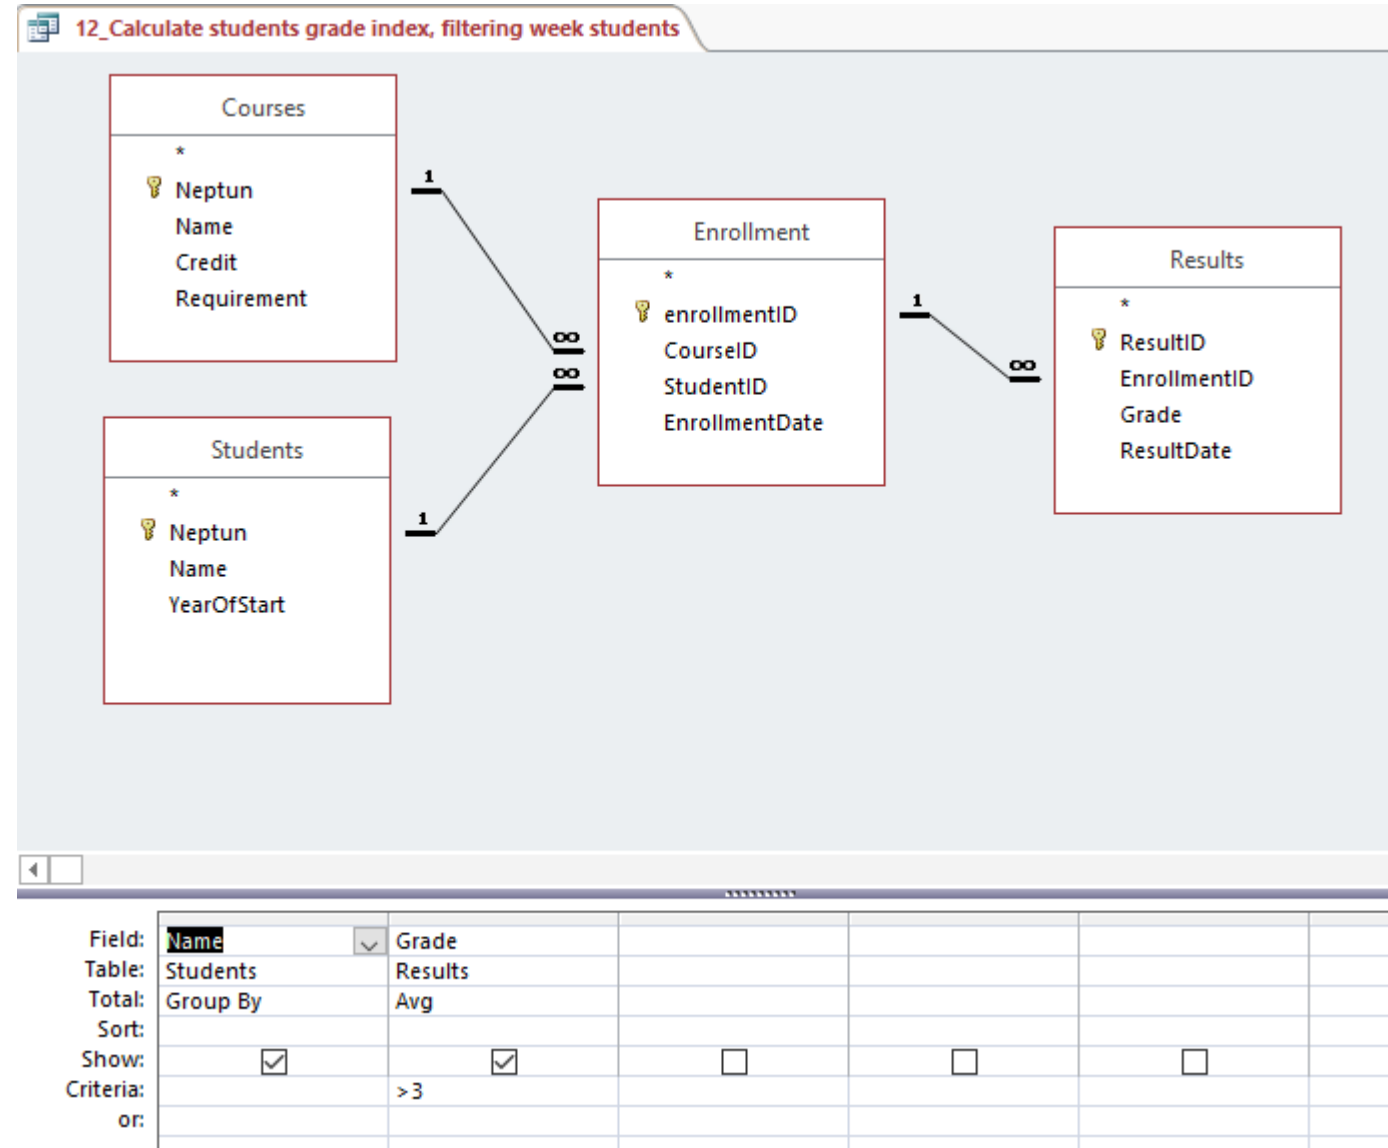 12_Calculate students grade index, filtering week students
Courses
*
Neptun
Name
Credit
Requirement
1
∞
Students
*
Neptun
Name
YearOfStart
1
∞
Enrollment
*
enrollmentID
CourseID
StudentID
EnrollmentDate
1
∞
Results
*
ResultID
EnrollmentID
Grade
ResultDate
Field: Name Grade
Table: Students Results
Total: Group By Avg
Sort:
Show:
Criteria: >3
or: